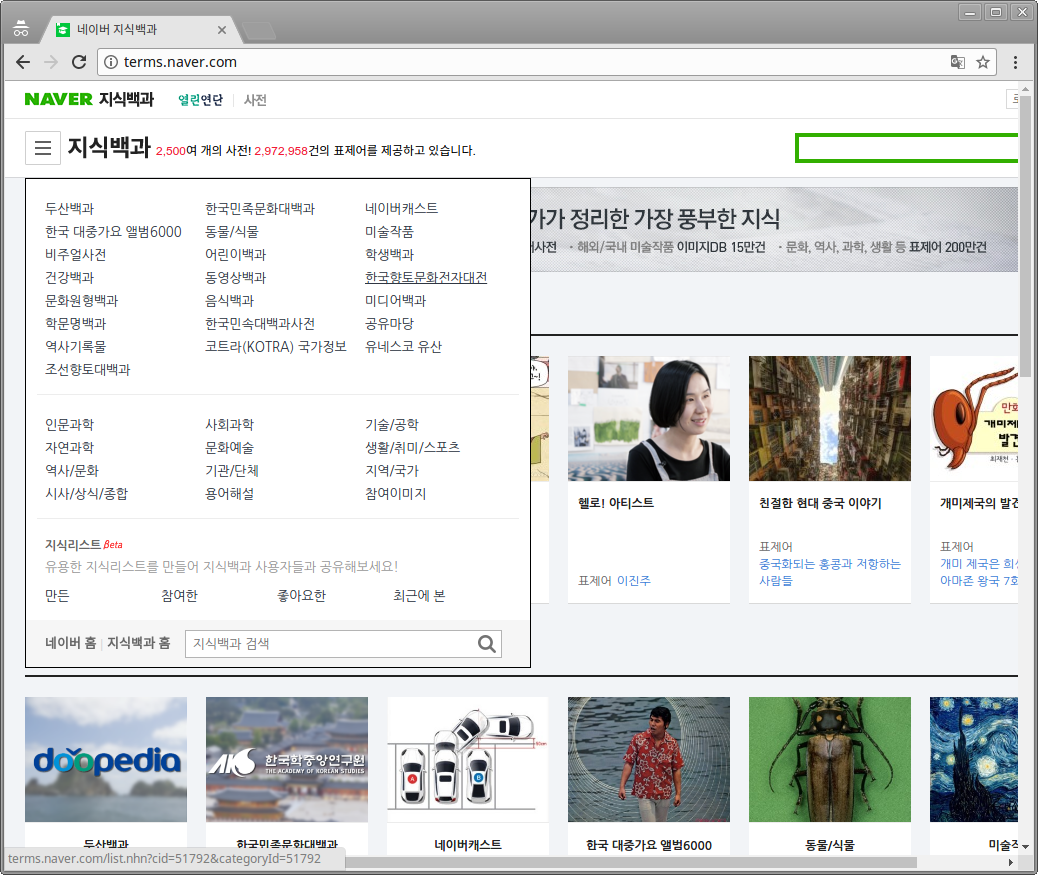 네이버 지식백과
terms.naver.com
NAVER 지식백과 열린연단 사전
지식백과 2,500여 개의 사전! 2,972,958건의 표제어를 제공하고 있습니다.
두산백과 한국민족문화대백과 네이버캐스트
한국 대중가요 앨범6000 동물/식물 미술작품
비주얼사전 어린이백과 학생백과
건강백과 동영상백과 한국향토문화전자대전
문화원형백과 음식백과 미디어백과
학문명백과 한국민속대백과사전 공유마당
역사기록물 코트라(KOTRA) 국가정보 유네스코 유산
조선향토대백과
인문과학 사회과학 기술/공학
자연과학 문화예술 생활/취미/스포츠
역사/문화 기관/단체 지역/국가
시사/상식/종합 용어해설 참여이미지
지식리스트 βeta
유용한 지식리스트를 만들어 지식백과 사용자들과 공유해보세요!
만든 참여한 좋아요한 최근에 본
네이버 홈 지식백과 홈 지식백과 검색
가 정리한 가장 풍부한 지식
사전 · 해외/국내 미술작품 이미지DB 15만건 · 문화, 역사, 과학, 생활 등 표제어 200만건
헬로! 아티스트
표제어 이진주
친절한 현대 중국 이야기
표제어
중국화되는 홍콩과 저항하는
사람들
만화
개미제
발견
개미제국의 발견
표제어
개미 제국은 희
아마존 왕국 7회
doopedia
AKS 한국학중앙연구원
THE ACADEMY OF KOREAN STUDIES
A B
두산백과 한국민족문화대백과 네이버캐스트 한국 대중가요 앨범6000 동물/식물 미술작
terms.naver.com/list.nhn?cid=51792&categoryId=51792